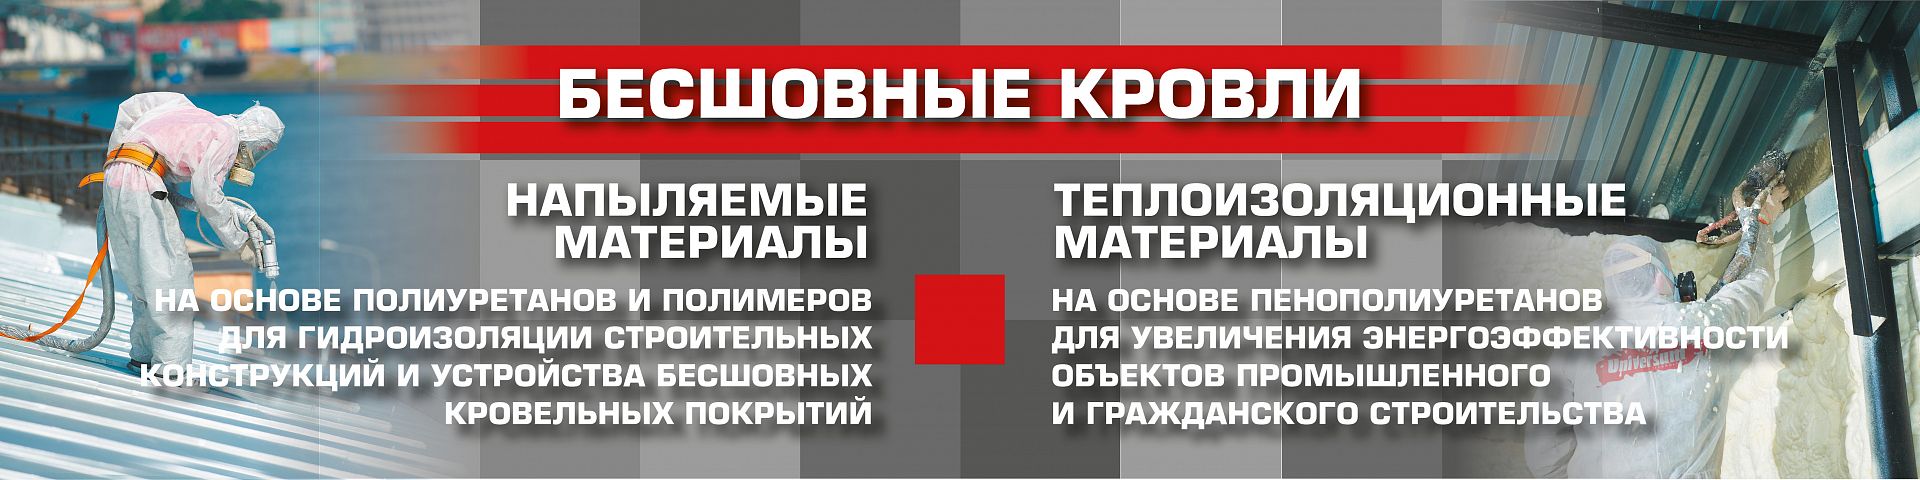 БЕСШОВНЫЕ КРОВЛИ
НАПЫЛЯЕМЫЕ
МАТЕРИАЛЫ
НА ОСНОВЕ ПОЛИУРЕТАНОВ И ПОЛИМЕРОВ
ДЛЯ ГИДРОИЗОЛЯЦИИ СТРОИТЕЛЬНЫХ
КОНСТРУКЦИЙ И УСТРОЙСТВА БЕСШОВНЫХ
КРОВЕЛЬНЫХ ПОКРЫТИЙ
ТЕПЛОИЗОЛЯЦИОННЫЕ
МАТЕРИАЛЫ
НА ОСНОВЕ ПЕНОПОЛИУРЕТАНОВ
ДЛЯ УВЕЛИЧЕНИЯ ЭНЕРГОЭФФЕКТИВНОСТИ
ОБЪЕКТОВ ПРОМЫШЛЕННОГО
И ГРАЖДАНСКОГО СТРОИТЕЛЬСТВА
Universum